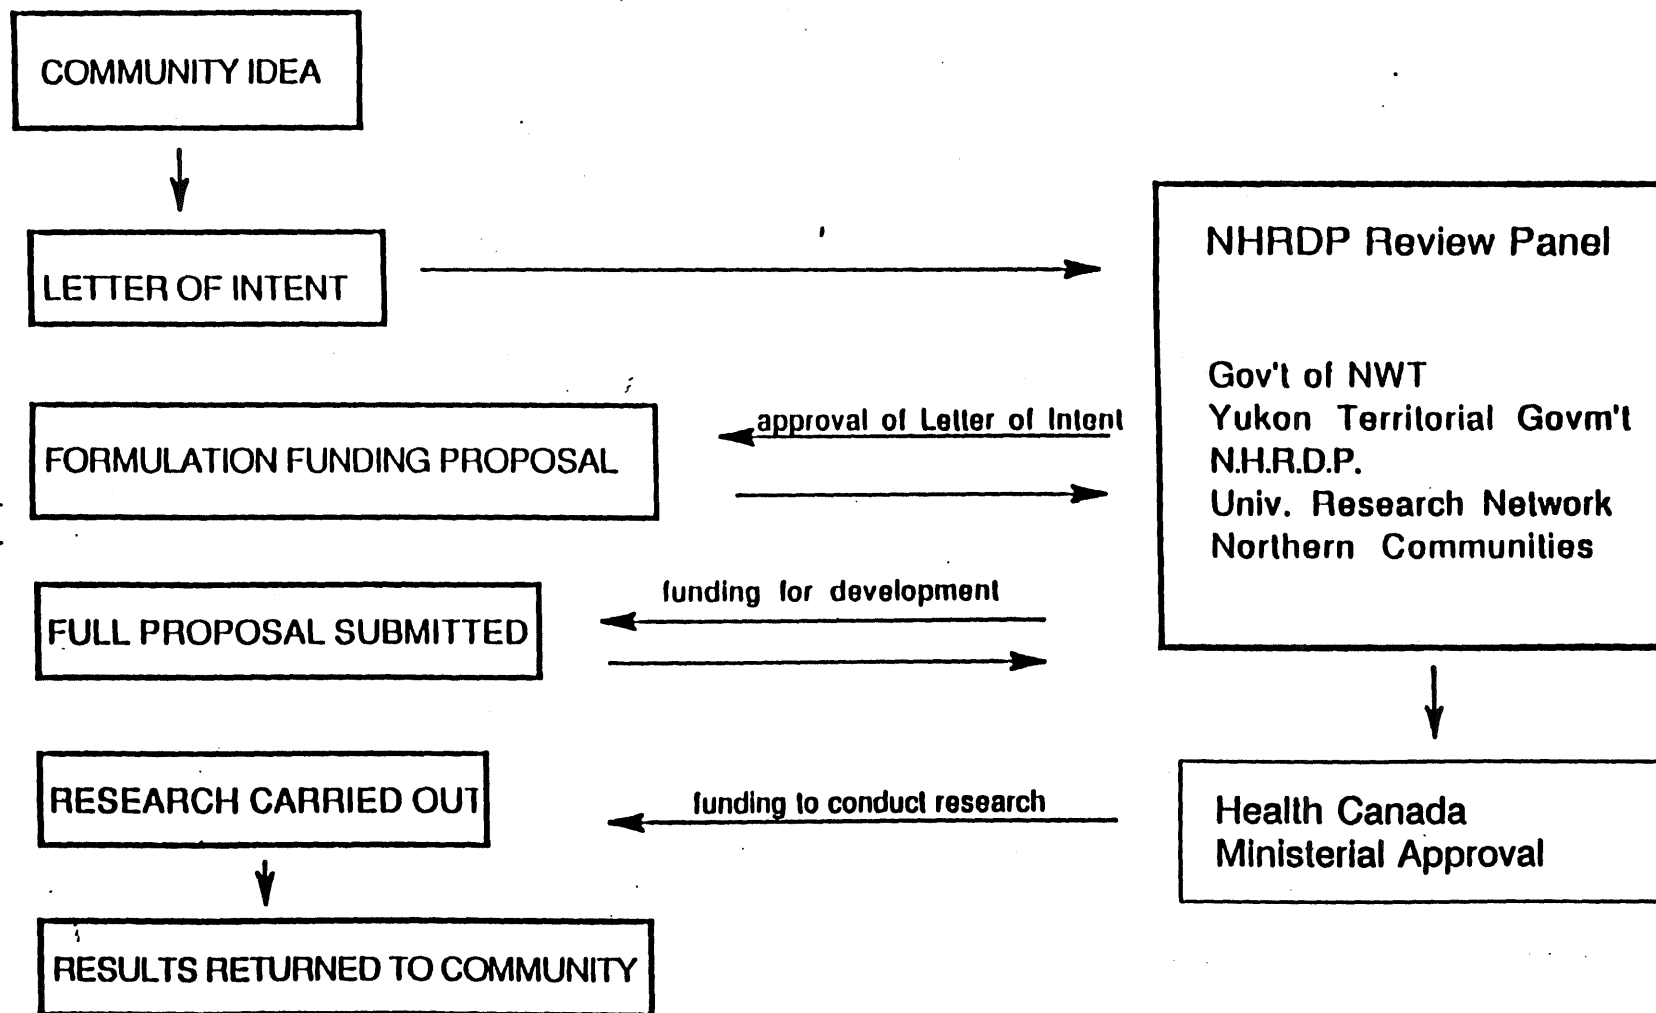 COMMUNITY IDEA
LETTER OF INTENT
NHRDP Review Panel
Gov't of NWT
Yukon Territorial Govm't
N.H.R.D.P.
Univ. Research Network
Northern Communities
approval of Letter of Intent
FORMULATION FUNDING PROPOSAL
funding for development
FULL PROPOSAL SUBMITTED
RESEARCH CARRIED OUT
funding to conduct research
Health Canada
Ministerial Approval
RESULTS RETURNED TO COMMUNITY